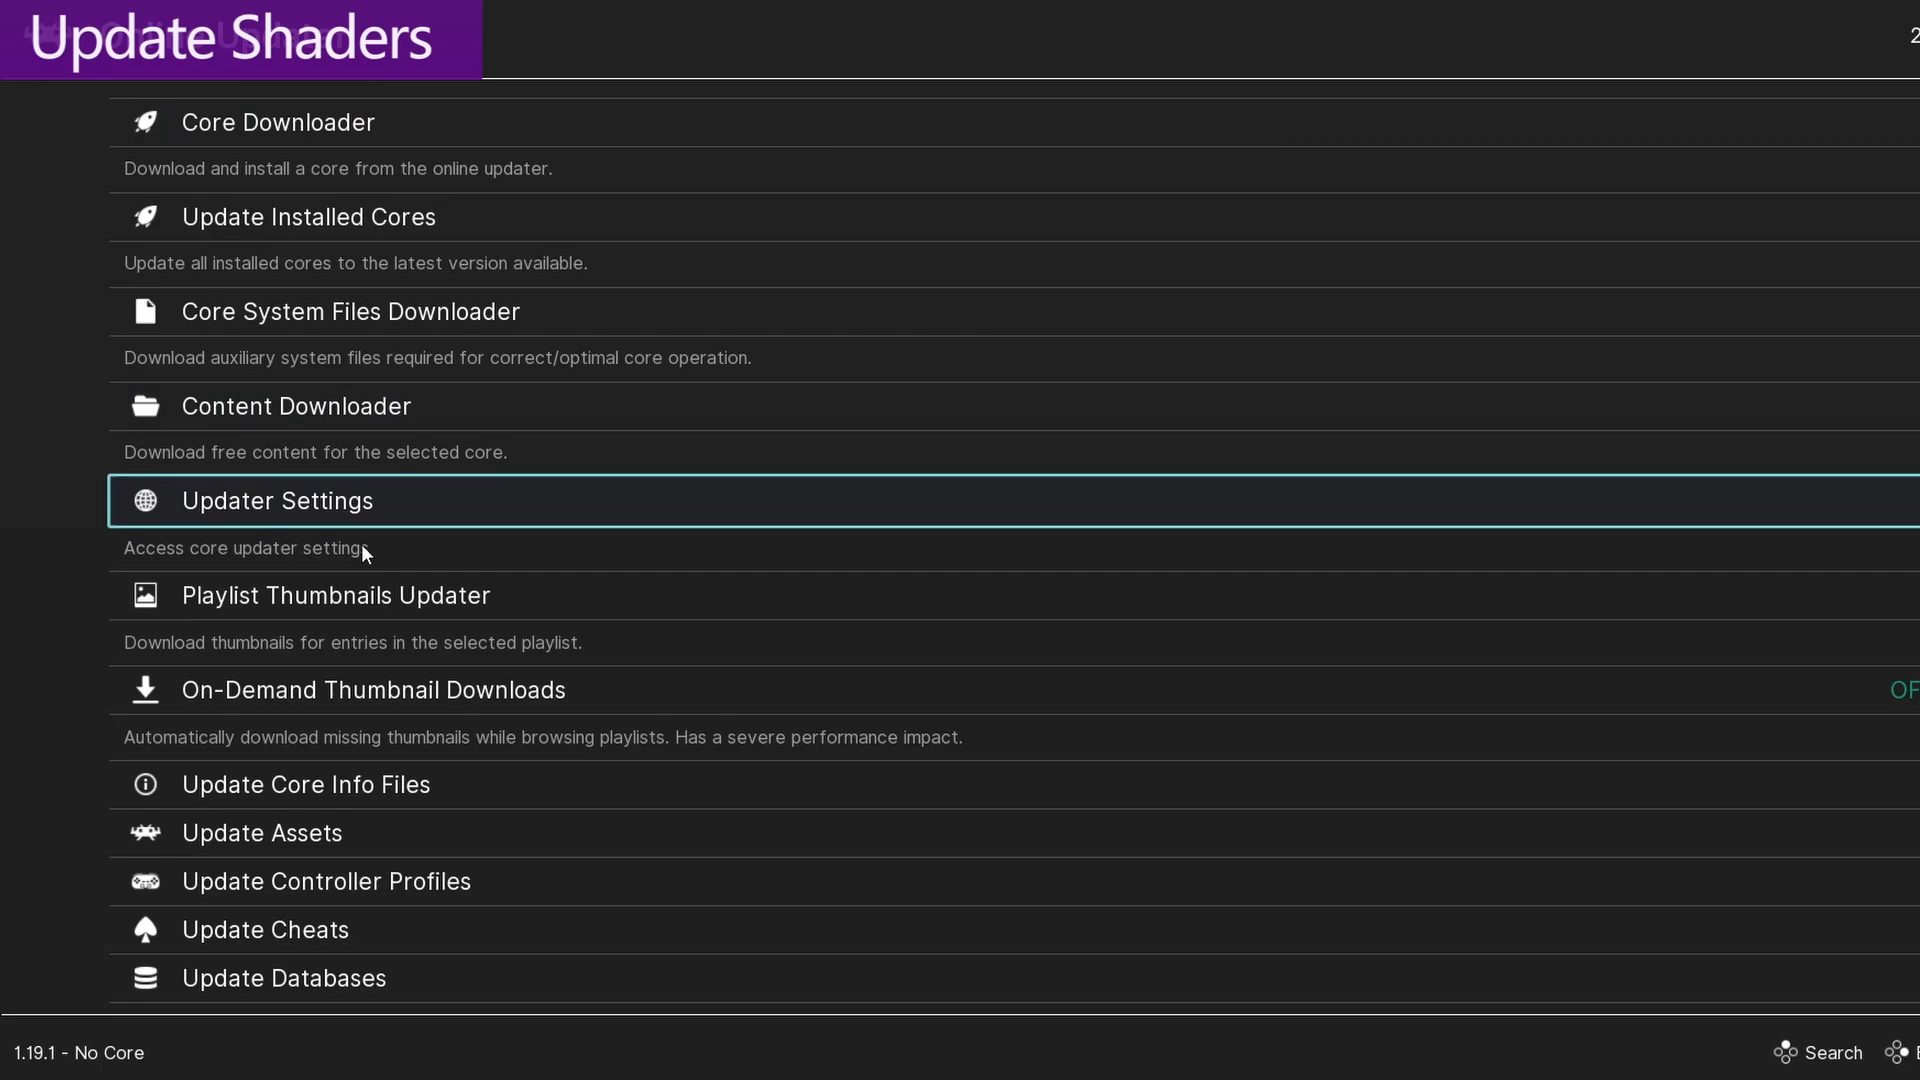 Update Shaders
2
Core Downloader
Download and install a core from the online updater.
Update Installed Cores
Update all installed cores to the latest version available.
Core System Files Downloader
Download auxiliary system files required for correct/optimal core operation.
Content Downloader
Download free content for the selected core.
Updater Settings
Access core updater settings
Playlist Thumbnails Updater
Download thumbnails for entries in the selected playlist.
On-Demand Thumbnail Downloads OF
Automatically download missing thumbnails while browsing playlists. Has a severe performance impact.
Update Core Info Files
Update Assets
Update Controller Profiles
Update Cheats
Update Databases
1.19.1 - No Core Search